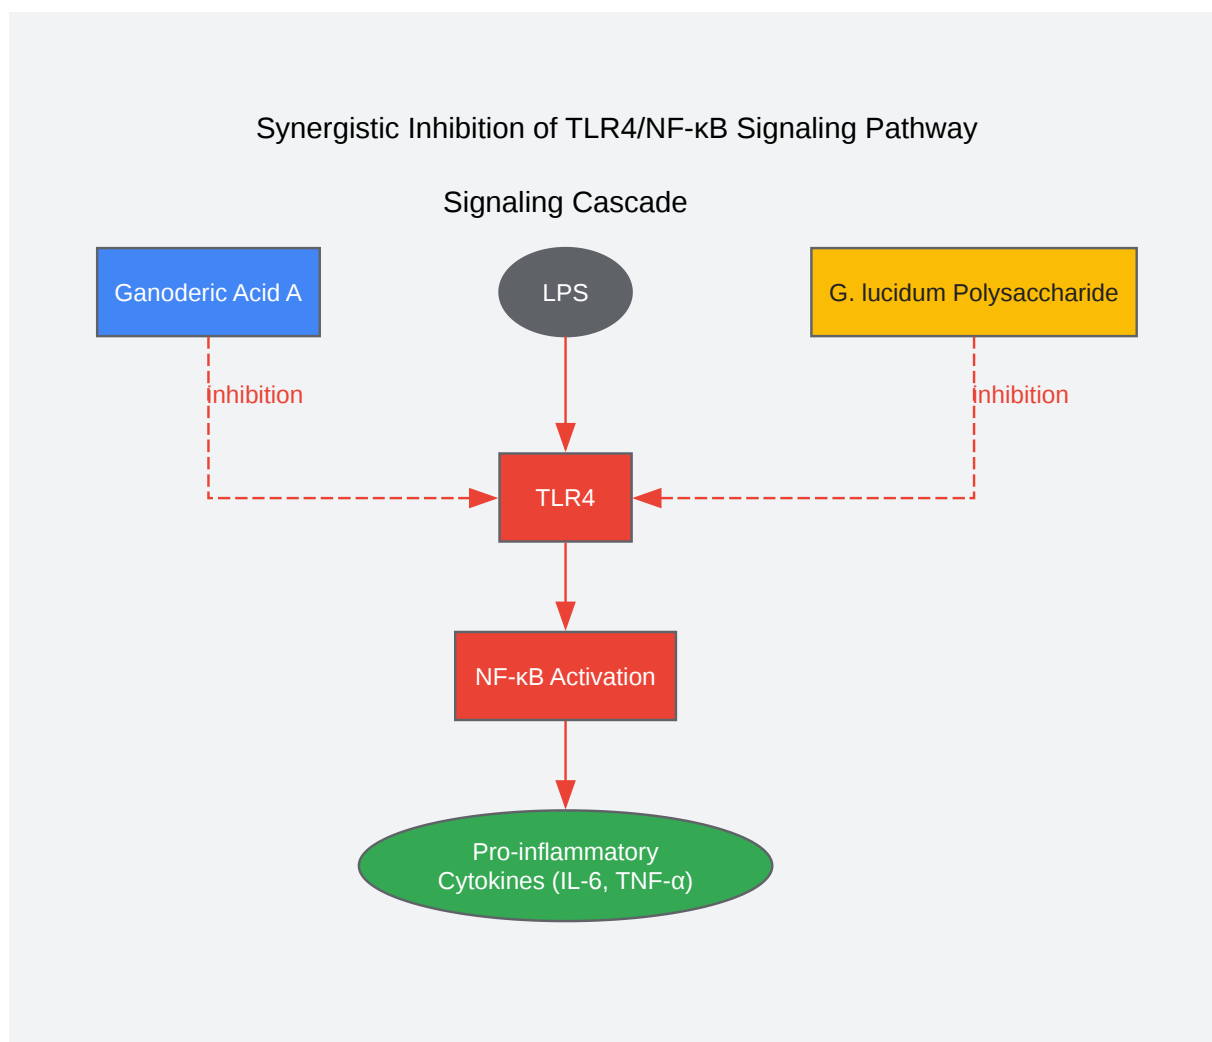 Synergistic Inhibition of TLR4/NF-κB Signaling Pathway
Signaling Cascade
Ganoderic Acid A
LPS
G. lucidum Polysaccharide
inhibition
inhibition
TLR4
NF-κB Activation
Pro-inflammatory
Cytokines (IL-6, TNF-α)